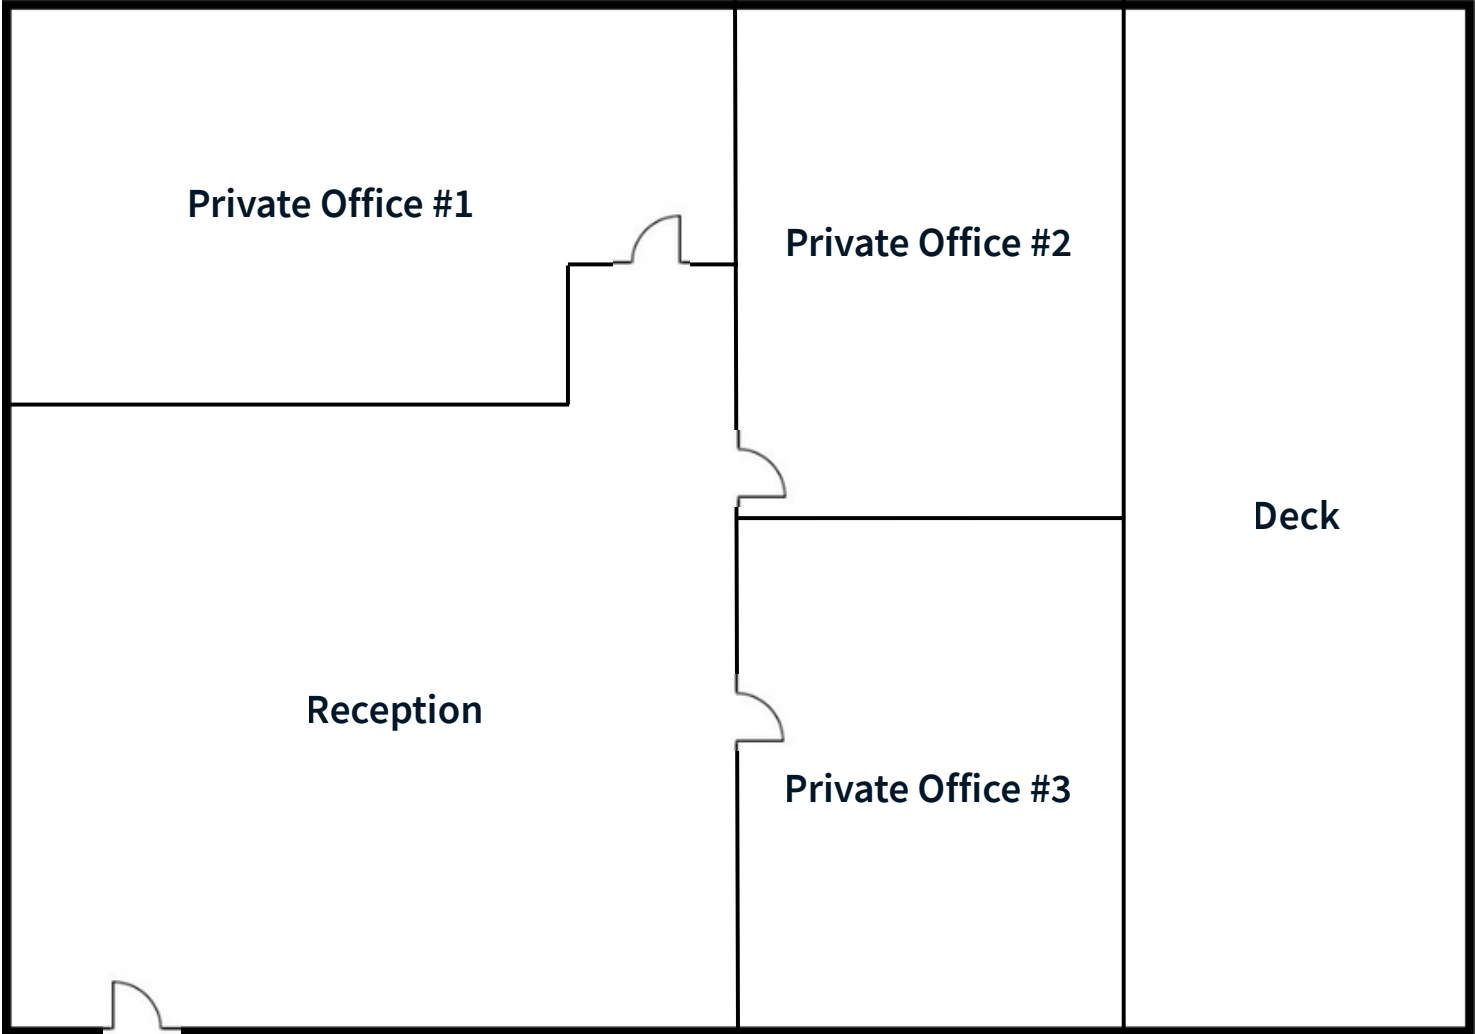 Private Office #1
Private Office #2
Deck
Reception
Private Office #3